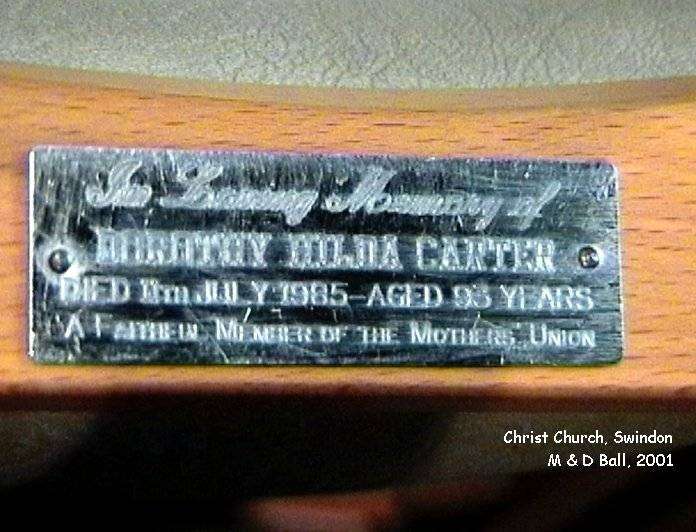 In Loving Memory of
DOROTHY HILDA CARTER
DIED JULY 1985-AGED 93 YEARS
A FAITHFUL MEMBER OF THE MOTHERS' UNION
Christ Church, Swindon
M & D Ball, 2001